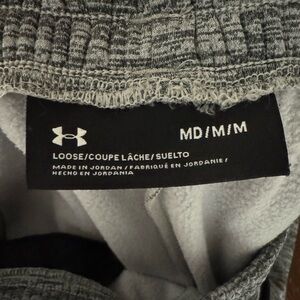 MD/M/M
LOOSE/COUPE LÂCHE/SUELTO
MADE IN JORDAN / FABRIQUÉ EN JORDANIE /
HECHO EN JORDANIA